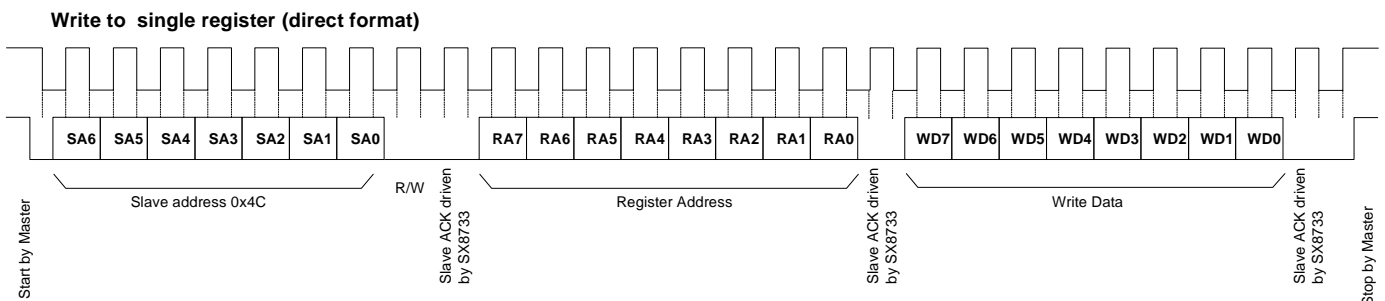 Write to single register (direct format)
SA6 SA5 SA4 SA3 SA2 SA1 SA0 RA7 RA6 RA5 RA4 RA3 RA2 RA1 RA0 WD7 WD6 WD5 WD4 WD3 WD2 WD1 WD0
Start by Master
Slave address 0x4C
R/W
Slave ACK driven
by SX8733
Register Address
Slave ACK driven
by SX8733
Write Data
Slave ACK driven
by SX8733
Stop by Master